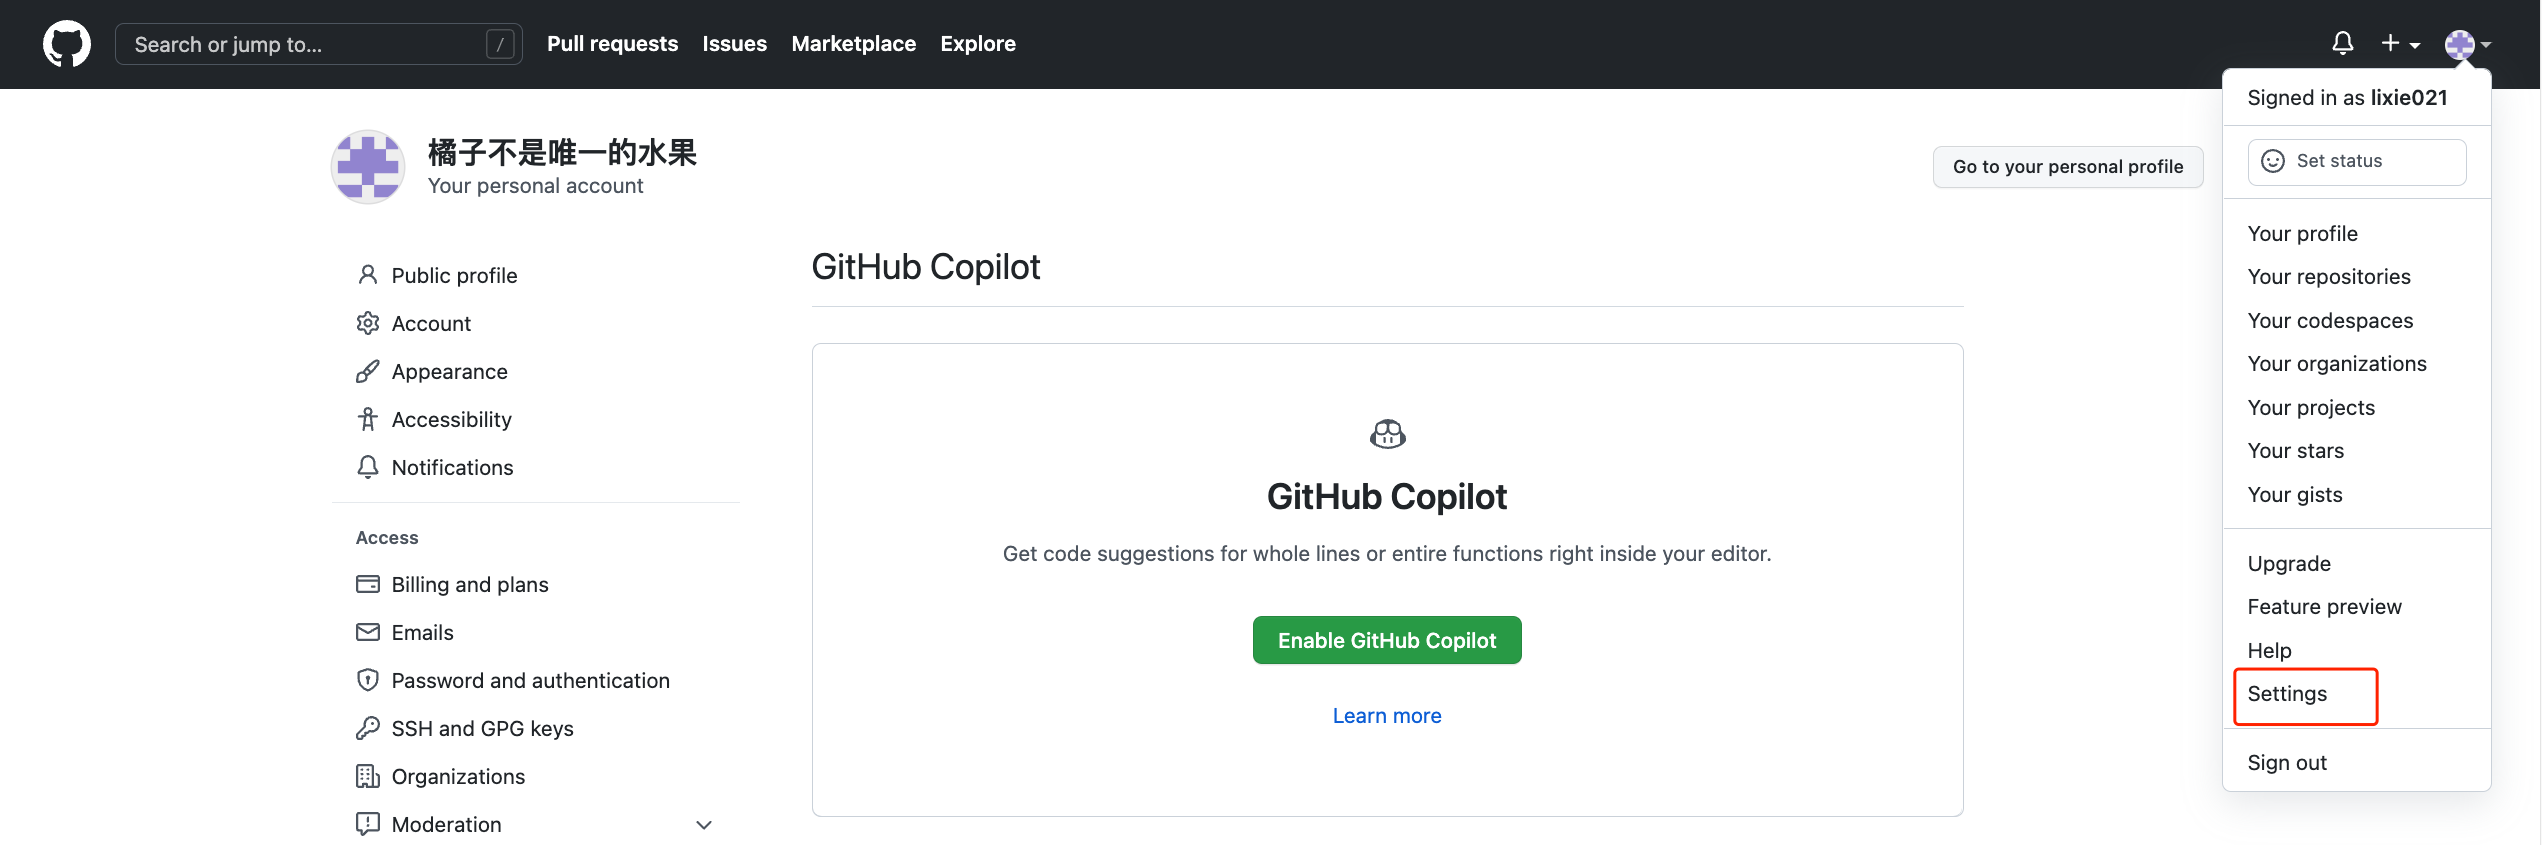 Search or jump to... /
Pull requests
Issues
Marketplace
Explore
橘子不是唯一的水果
Your personal account
Go to your personal profile
Public profile
Account
Appearance
Accessibility
Notifications
Access
Billing and plans
Emails
Password and authentication
SSH and GPG keys
Organizations
Moderation
GitHub Copilot
GitHub Copilot
Get code suggestions for whole lines or entire functions right inside your editor.
Enable GitHub Copilot
Learn more
Signed in as lixie021
Set status
Your profile
Your repositories
Your codespaces
Your organizations
Your projects
Your stars
Your gists
Upgrade
Feature preview
Help
Settings
Sign out